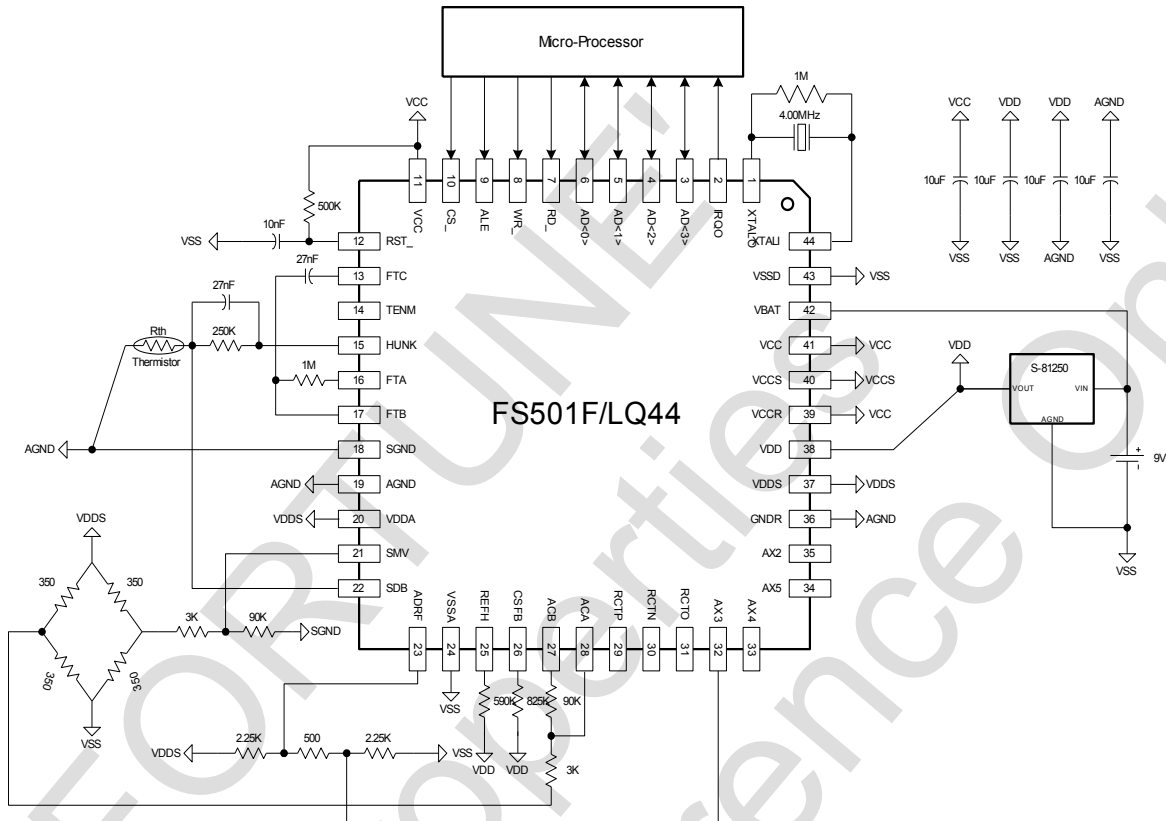 Micro-Processor
1M
4.00MHz
VCC
VCC VDD VDD AGND
10uF 10uF 10uF 10uF
VSS VSS AGND VSS
11 10 9 8 7 6 5 4 3 2 1
VCC CS_ ALE WR_ RD_ AD<0> AD<1> AD<2> AD<3> IRQO XTALO
500K
10nF
VSS
12 RST_
27nF
13 FTC
14 TENM
27nF
250K
Rth
Thermistor
15 HUNK
1M
16 FTA
17 FTB
AGND
18 SGND
AGND
19 AGND
VDDS
20 VDDA
21 SMV
22 SDB
FS501F/LQ44
XTALI 44
VSSD 43 VSS
VBAT 42
VCC 41 VCC
VCCS 40 VCCS
VCCR 39 VCC
VDD 38
VDDS 37 VDDS
GNDR 36 AGND
AX2 35
AX5 34
VDD
S-81250
VOUT VIN
AGND
+
-
9V
VSS
VDDS
350 350
350 350
VSS
3K 90K
SGND
ADRF VSSA REFH CSFB ACB ACA RCTP RCTN RCTO AX3 AX4
23 24 25 26 27 28 29 30 31 32 33
VSS
590K 825K 90K
VDD VDD
3K
VDDS 2.25K 500 2.25K VSS
FORTUNE'
Properties